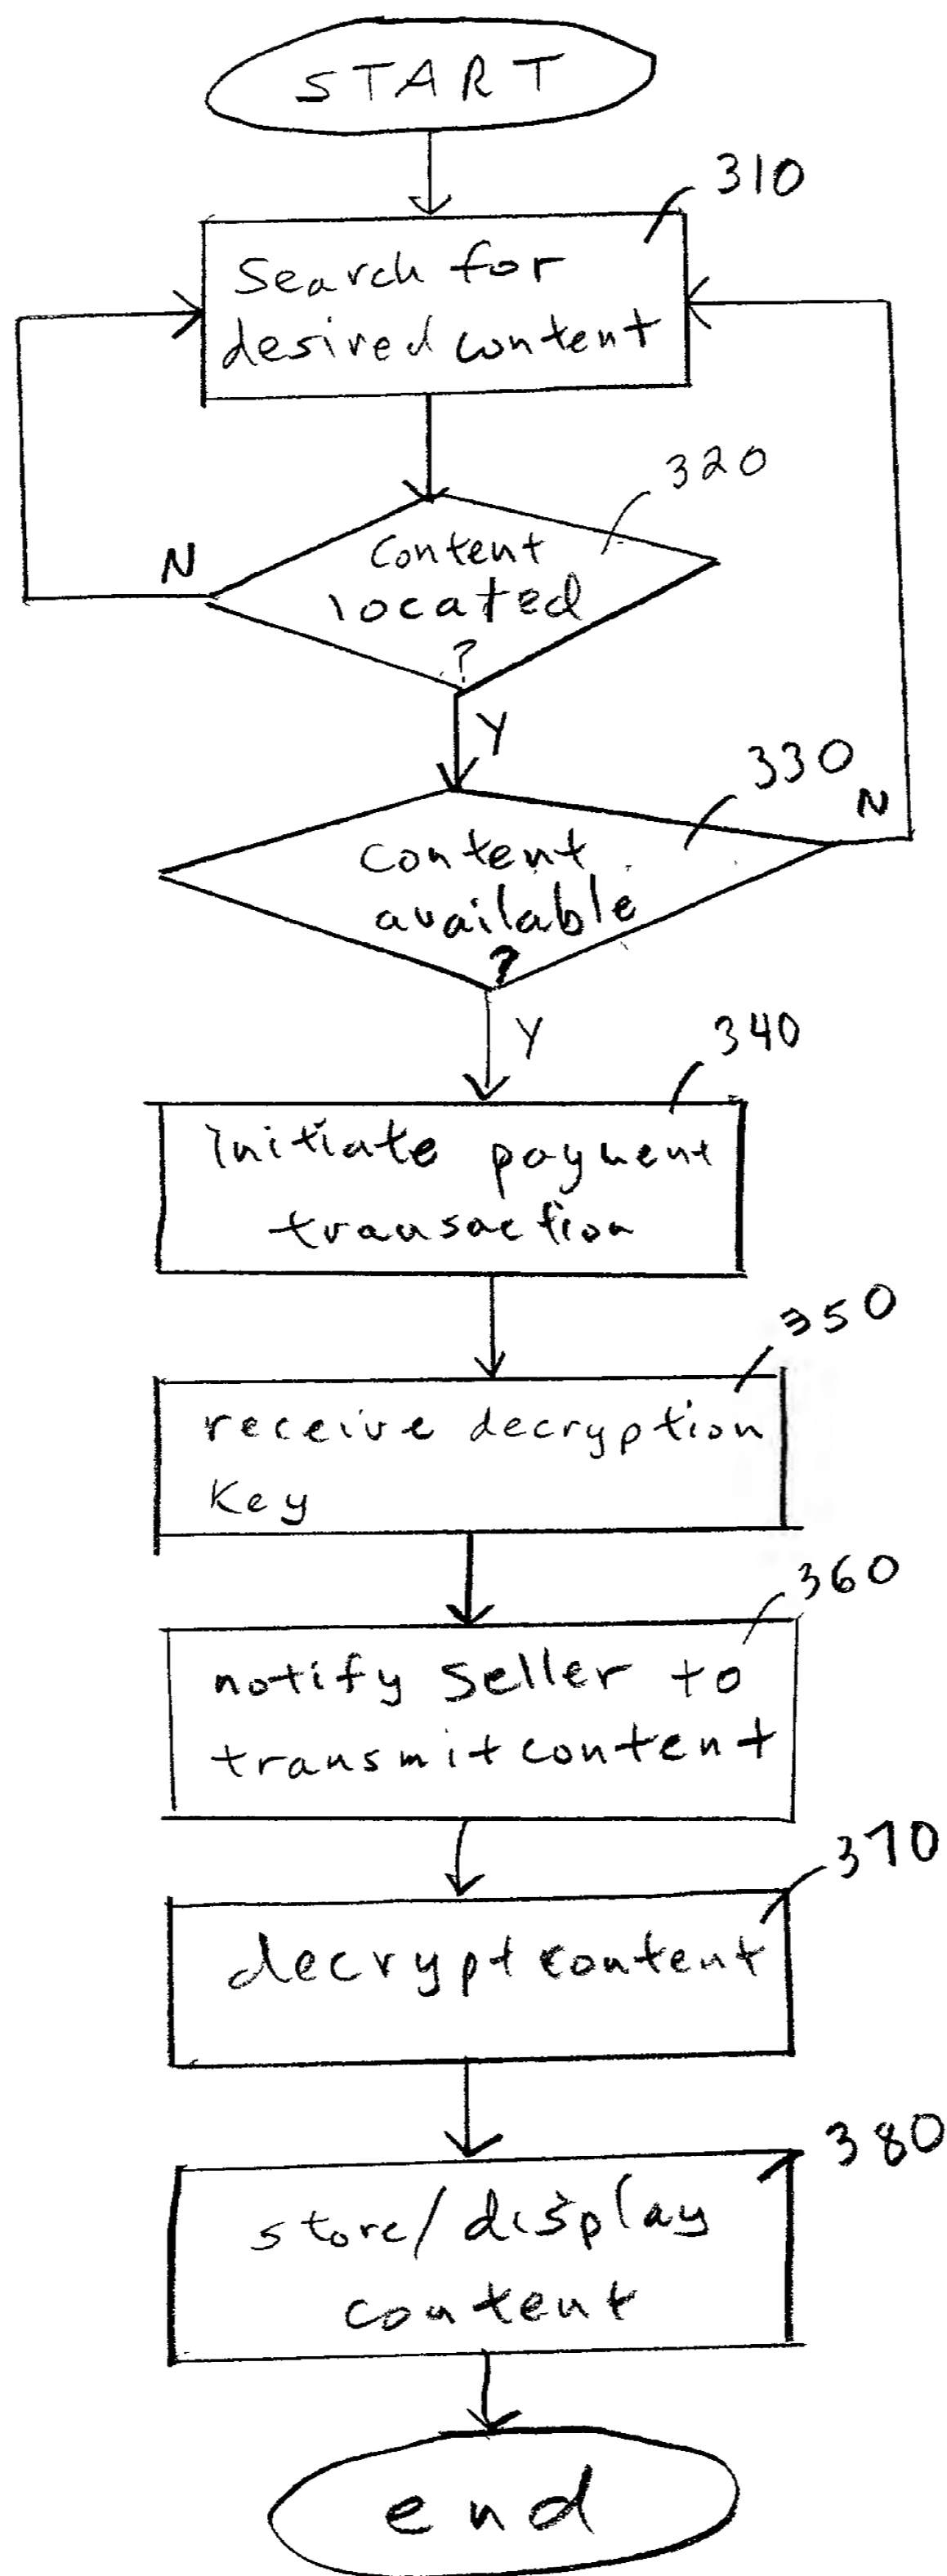 START
310
Search for
desired content
320
N
Content
located
?
Y
330
N
Content
available
?
Y
340
initiate payment
transaction
350
receive decryption
Key
360
notify seller to
transmit content
370
decrypt content
380
store/display
content
end